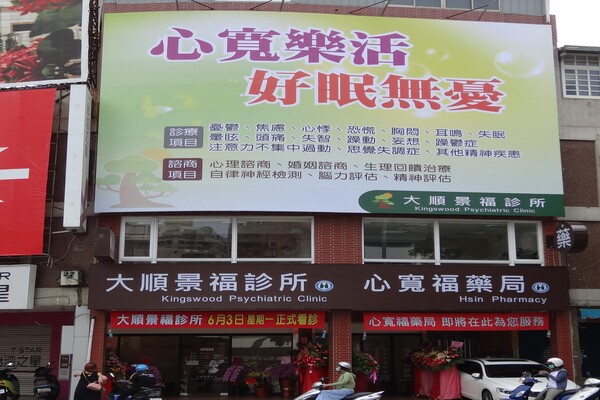 心寬樂活
好眠無憂
診療項目
憂鬱、焦慮、心悸、恐慌、胸悶、耳鳴、失眠
暈眩、頭痛、失智、躁動、妄想、躁鬱症
注意力不集中過動、思覺失調症、其他精神疾患
諮商項目
心理諮商、婚姻諮商、生理回饋治療
自律神經檢測、腦力評估、精神評估
大順景福診所
Kingswood Psychiatric Clinic
藥
大順景福診所
Kingswood Psychiatric Clinic
心寬福藥局
Hsin Pharmacy
大順景福診所 6月3日 星期一 正式看診
心寬福藥局 即將在此為您服務
星
STAR
之星